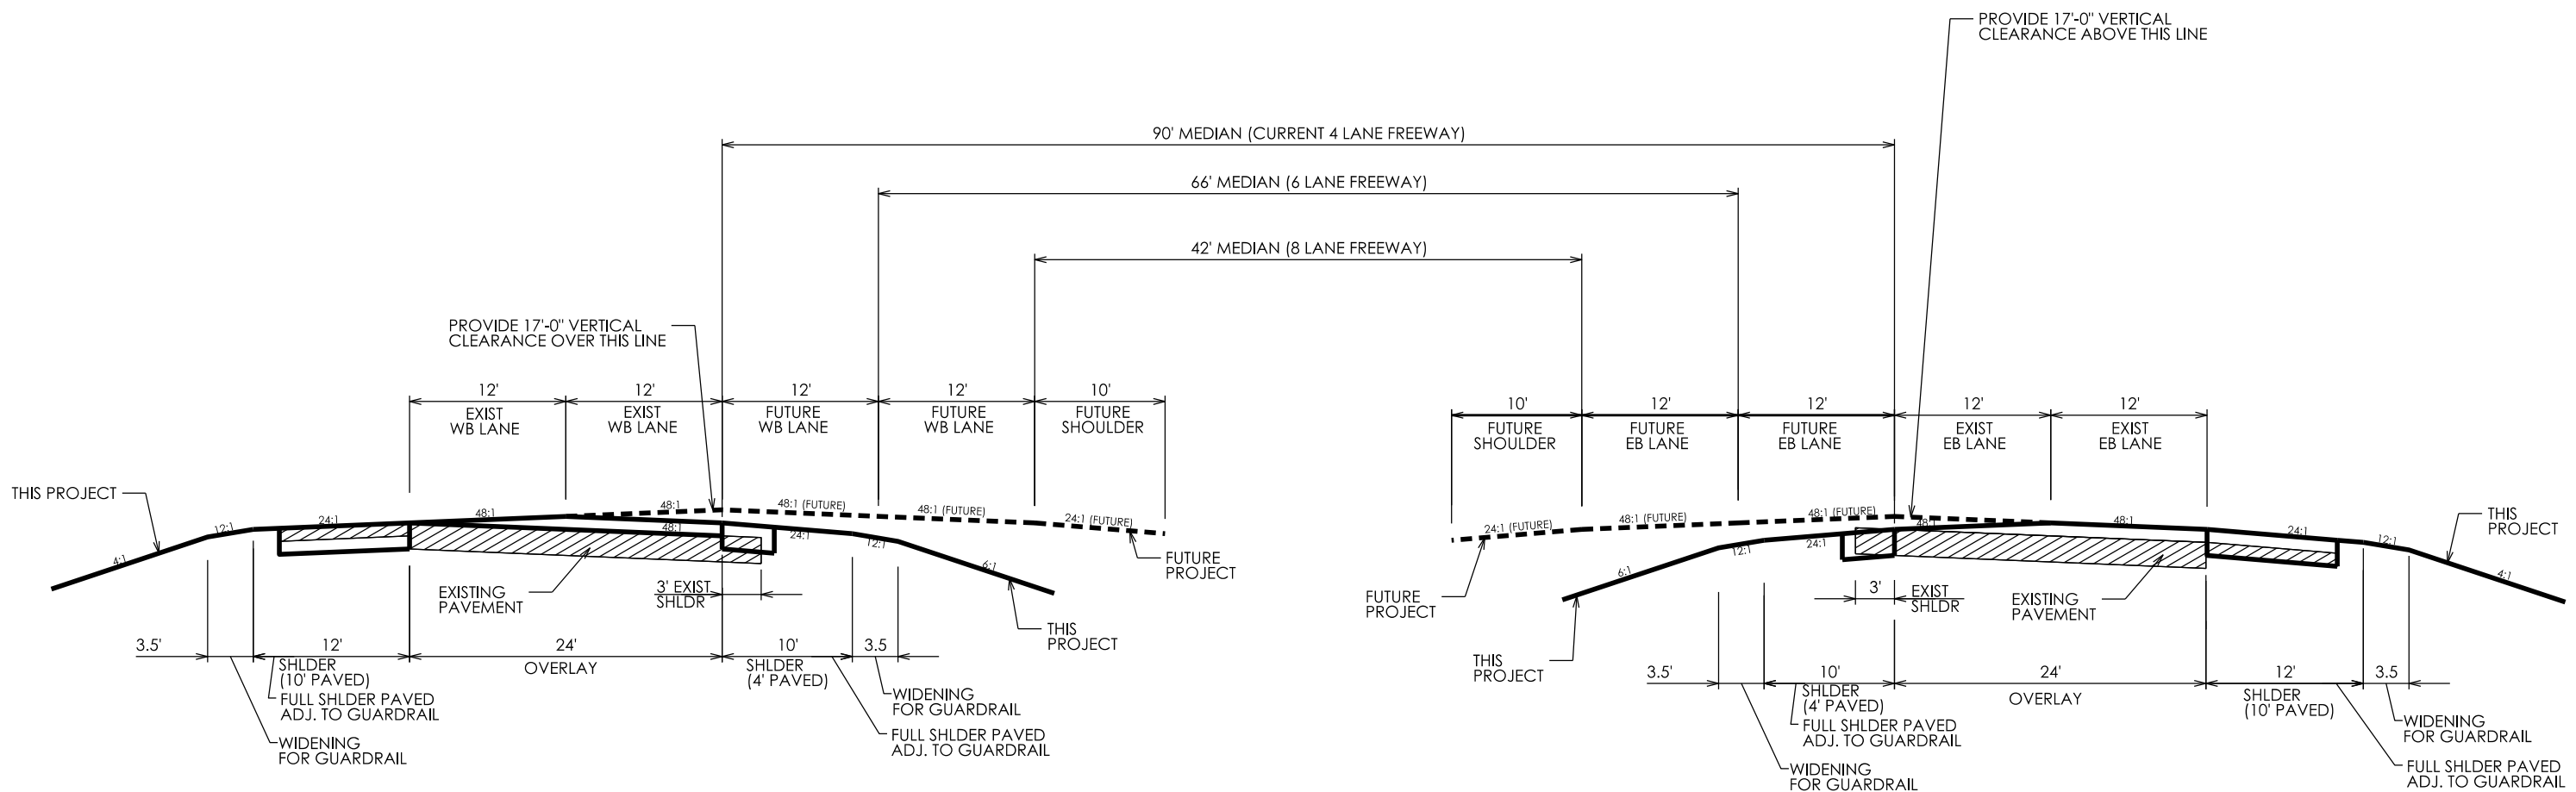 PROVIDE 17'-0" VERTICAL
CLEARANCE ABOVE THIS LINE
90' MEDIAN (CURRENT 4 LANE FREEWAY)
66' MEDIAN (6 LANE FREEWAY)
42' MEDIAN (8 LANE FREEWAY)
PROVIDE 17'-0" VERTICAL
CLEARANCE OVER THIS LINE
12'
EXIST
WB LANE
12'
EXIST
WB LANE
12'
FUTURE
WB LANE
12'
FUTURE
WB LANE
10'
FUTURE
SHOULDER
10'
FUTURE
SHOULDER
12'
FUTURE
EB LANE
12'
FUTURE
EB LANE
12'
EXIST
EB LANE
12'
EXIST
EB LANE
THIS PROJECT
4:1
12:1
24:1
48:1
48:1
48:1
48:1 (FUTURE)
48:1 (FUTURE)
24:1 (FUTURE)
24:1
12:1
6:1
FUTURE
PROJECT
EXISTING
PAVEMENT
3' EXIST
SHLDR
THIS
PROJECT
3.5'
12'
SHLDER
(10' PAVED)
FULL SHLDER PAVED
ADJ. TO GUARDRAIL
WIDENING
FOR GUARDRAIL
24'
OVERLAY
10'
SHLDER
(4' PAVED)
3.5
WIDENING
FOR GUARDRAIL
FULL SHLDER PAVED
ADJ. TO GUARDRAIL
24:1 (FUTURE)
48:1 (FUTURE)
48:1 (FUTURE)
48:1
48:1
24:1
12:1
4:1
6:1
12:1
24:1
THIS
PROJECT
FUTURE
PROJECT
3'
EXIST
SHLDR
EXISTING
PAVEMENT
THIS
PROJECT
3.5'
10'
SHLDER
(4' PAVED)
FULL SHLDER PAVED
ADJ. TO GUARDRAIL
WIDENING
FOR GUARDRAIL
24'
OVERLAY
12'
SHLDER
(10' PAVED)
3.5
WIDENING
FOR GUARDRAIL
FULL SHLDER PAVED
ADJ. TO GUARDRAIL